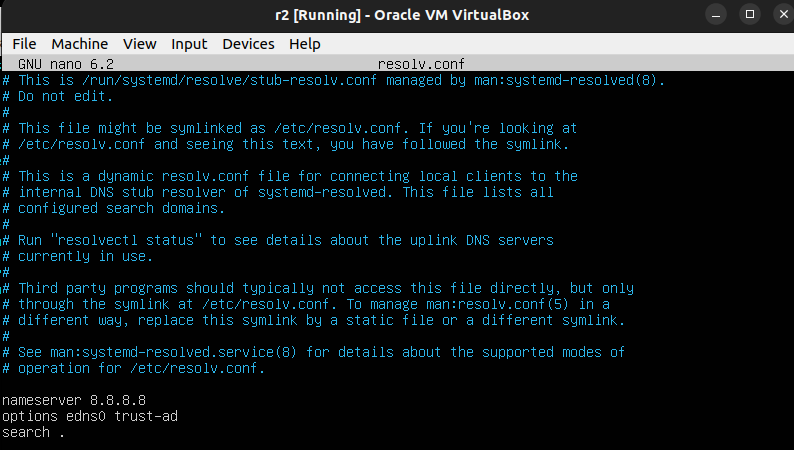 r2 [Running] - Oracle VM VirtualBox
File Machine View Input Devices Help
GNU nano 6.2 resolv.conf
# This is /run/systemd/resolve/stub-resolv.conf managed by man:systemd-resolved(8).
# Do not edit.
#
# This file might be symlinked as /etc/resolv.conf. If you're looking at
# /etc/resolv.conf and seeing this text, you have followed the symlink.
#
# This is a dynamic resolv.conf file for connecting local clients to the
# internal DNS stub resolver of systemd-resolved. This file lists all
# configured search domains.
#
# Run "resolvectl status" to see details about the uplink DNS servers
# currently in use.
#
# Third party programs should typically not access this file directly, but only
# through the symlink at /etc/resolv.conf. To manage man:resolv.conf(5) in a
# different way, replace this symlink by a static file or a different symlink.
#
# See man:systemd-resolved.service(8) for details about the supported modes of
# operation for /etc/resolv.conf.
nameserver 8.8.8.8
options edns0 trust-ad
search .